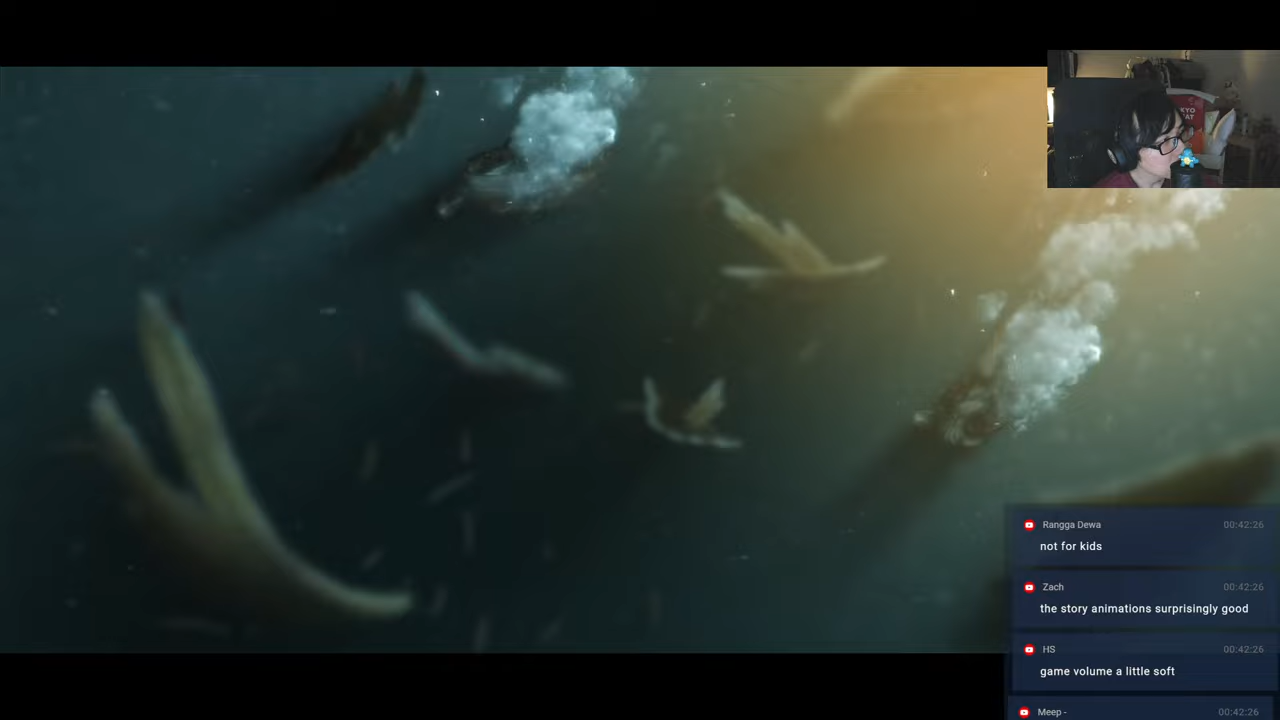 Rangga Dewa 00:42:26
not for kids
Zach 00:42:26
the story animations surprisingly good
HS 00:42:26
game volume a little soft
Meep - 00:42:26